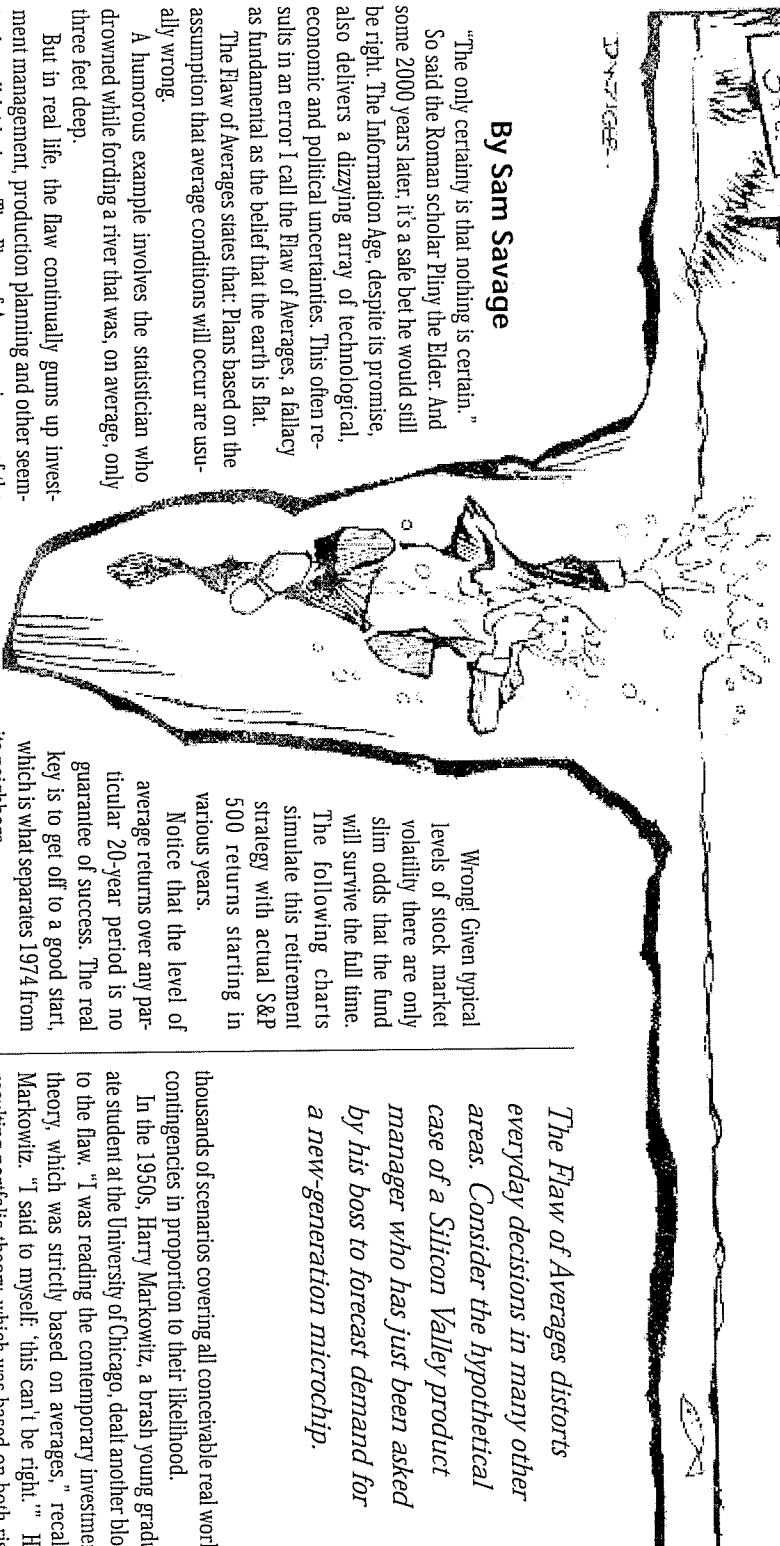 DANZIGER.
By Sam Savage
“The only certainty is that nothing is certain.”
So said the Roman scholar Pliny the Elder. And
some 2000 years later, it's a safe bet he would still
be right. The Information Age, despite its promise,
also delivers a dizzying array of technological,
economic and political uncertainties. This often re-
sults in an error I call the Flaw of Averages, a fallacy
as fundamental as the belief that the earth is flat.
The Flaw of Averages states that: Plans based on the
assumption that average conditions will occur are usu-
ally wrong.
A humorous example involves the statistician who
drowned while fording a river that was, on average, only
three feet deep.
But in real life, the flaw continually gums up invest-
ment management, production planning and other seem-
Wrong! Given typical
levels of stock market
volatility there are only
slim odds that the fund
will survive the full time.
The following charts
simulate this retirement
strategy with actual S&P
500 returns starting in
various years.
Notice that the level of
average returns over any par-
ticular 20-year period is no
guarantee of success. The real
key is to get off to a good start,
which is what separates 1974 from
its neighbors
The Flaw of Averages distorts
everyday decisions in many other
areas. Consider the hypothetical
case of a Silicon Valley product
manager who has just been asked
by his boss to forecast demand for
a new-generation microchip.
thousands of scenarios covering all conceivable real worl
contingencies in proportion to their likelihood.
In the 1950s, Harry Markowitz, a brash young gradu
ate student at the University of Chicago, dealt another blo
to the flaw. “I was reading the contemporary investme
theory, which was strictly based on averages,” recal
Markowitz. “I said to myself: ‘this can't be right.’” H
portfolio theory, which was based on both ris